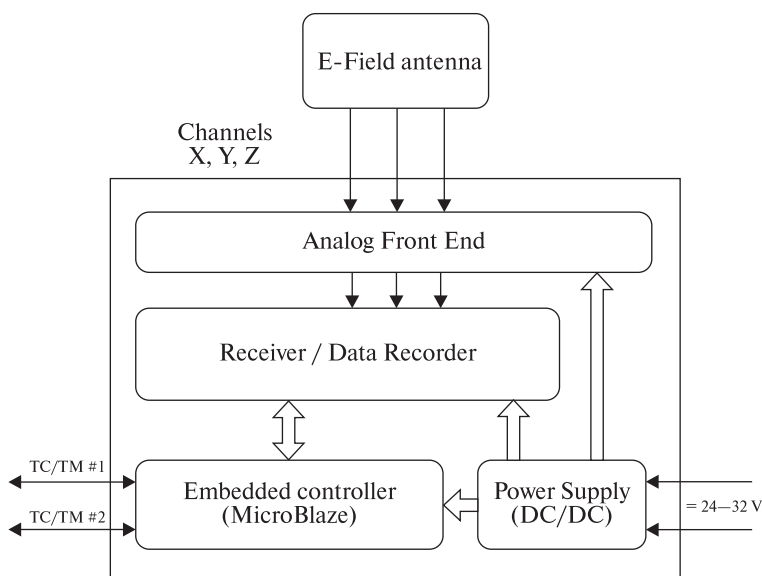 E-Field antenna
Channels
X, Y, Z
Analog Front End
Receiver / Data Recorder
TC/TM #1
TC/TM #2
Embedded controller
(MicroBlaze)
Power Supply
(DC/DC)
= 24—32 V